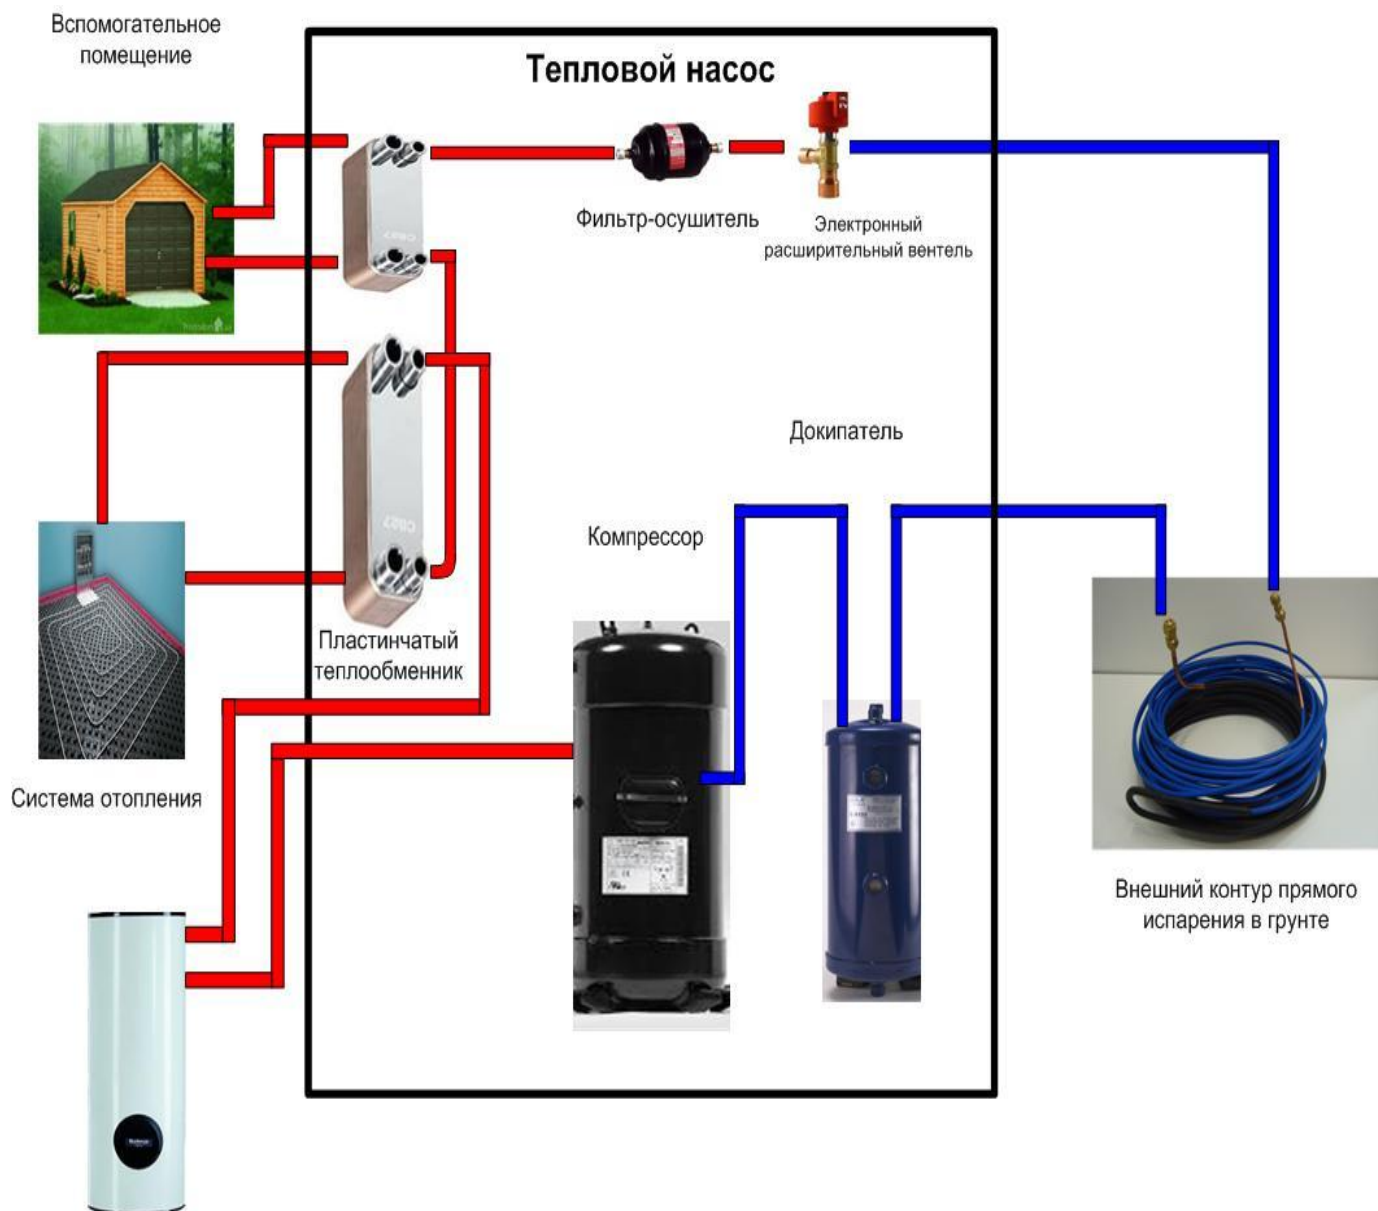 Вспомогательное
помещение
Тепловой насос
Фильтр-осушитель
Электронный
расширительный вентель
Докипатель
Компрессор
CB27
Пластинчатый
теплообменник
Система отопления
Внешний контур прямого
испарения в грунте